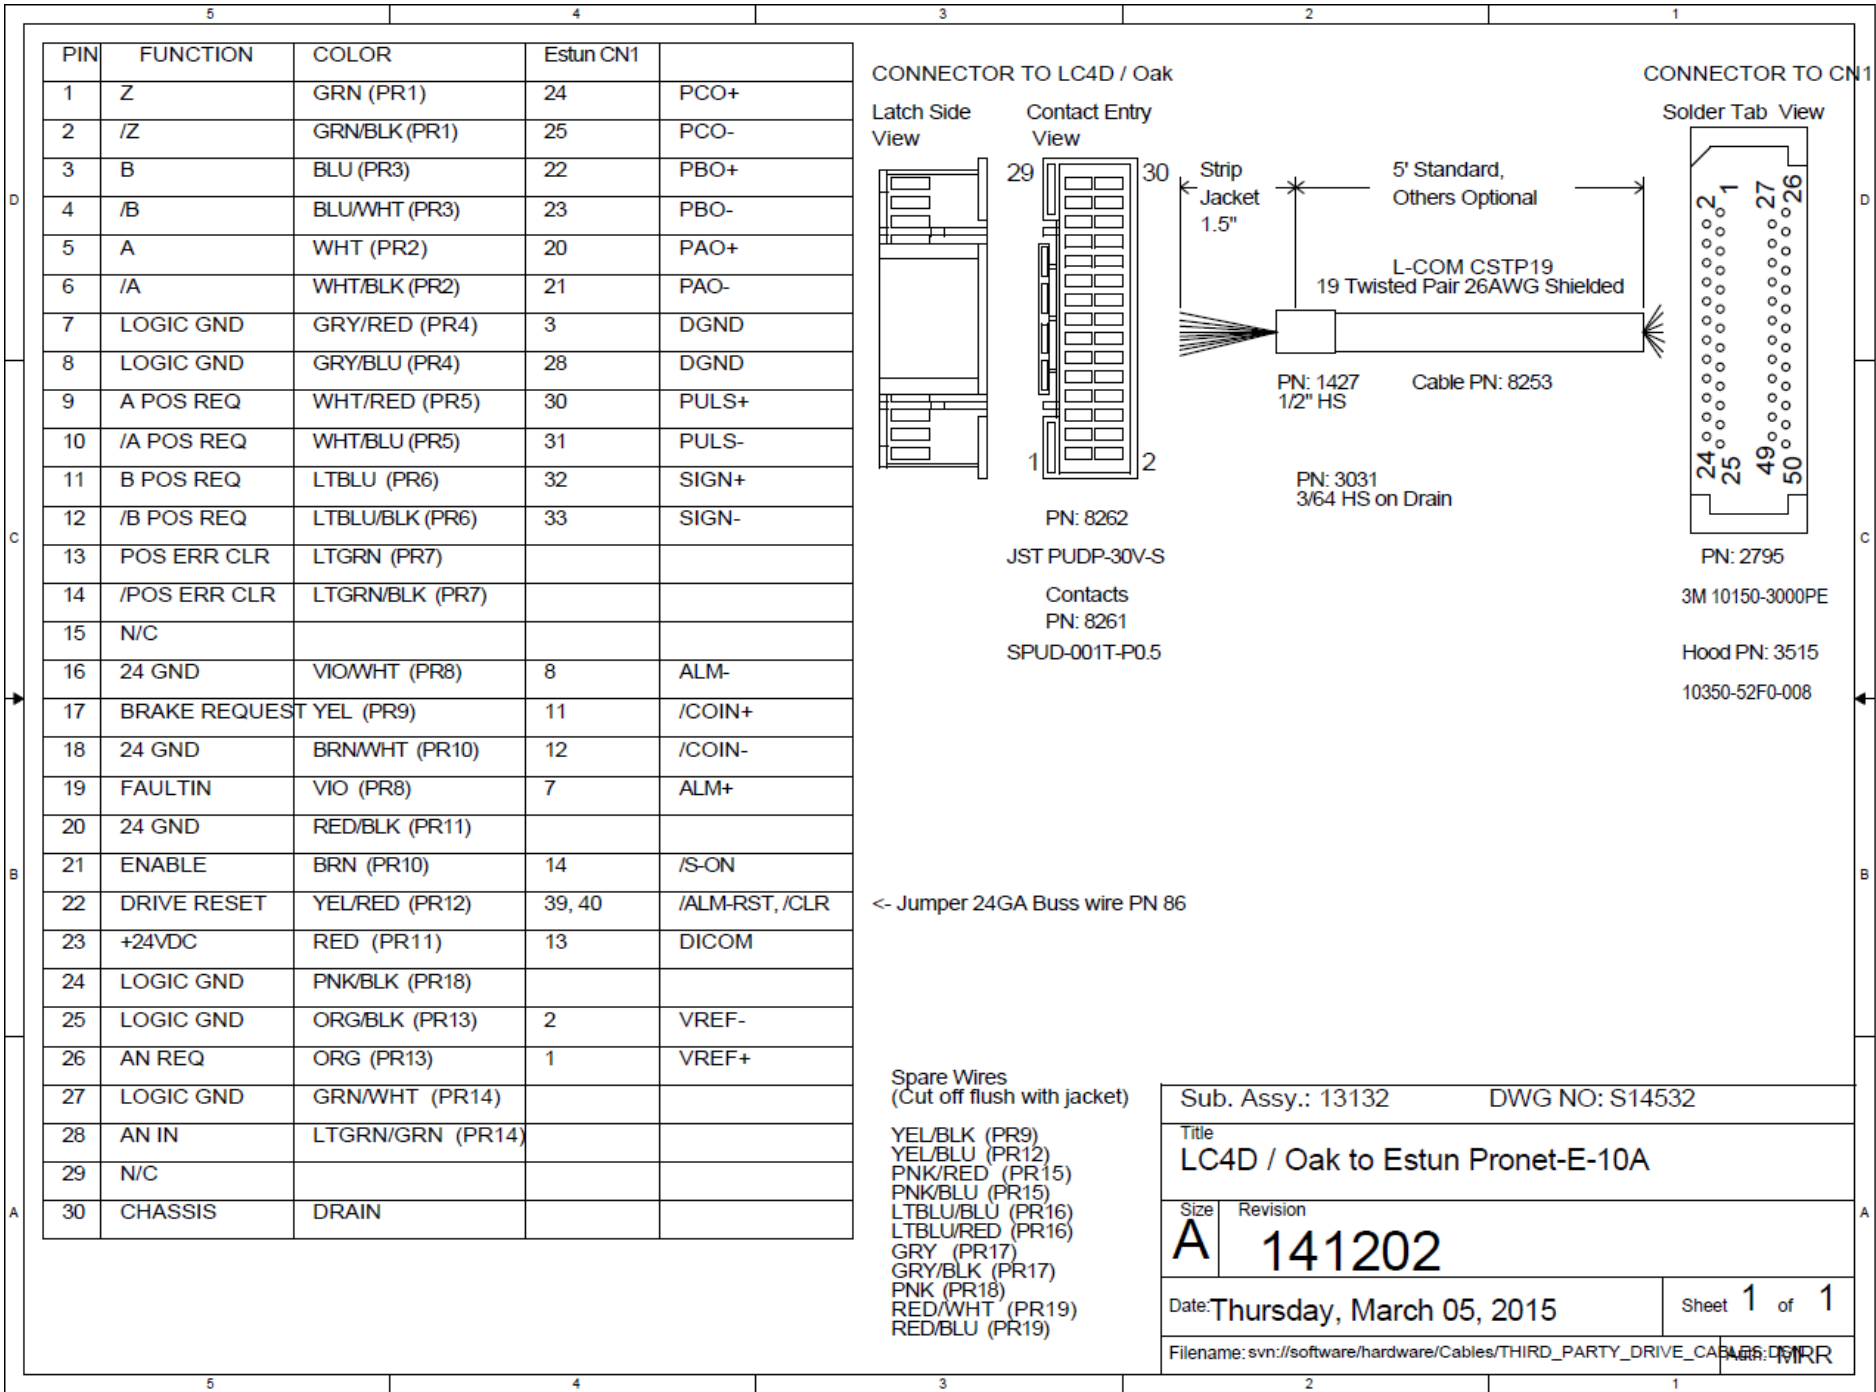 5 4 3 2 1
PIN FUNCTION COLOR Estun CN1
1 Z GRN (PR1) 24 PCO+
2 /Z GRN/BLK (PR1) 25 PCO-
3 B BLU (PR3) 22 PBO+
4 /B BLU/WHT (PR3) 23 PBO-
5 A WHT (PR2) 20 PAO+
6 /A WHT/BLK (PR2) 21 PAO-
7 LOGIC GND GRY/RED (PR4) 3 DGND
8 LOGIC GND GRY/BLU (PR4) 28 DGND
9 A POS REQ WHT/RED (PR5) 30 PULS+
10 /A POS REQ WHT/BLU (PR5) 31 PULS-
11 B POS REQ LTBLU (PR6) 32 SIGN+
12 /B POS REQ LTBLU/BLK (PR6) 33 SIGN-
13 POS ERR CLR LTGRN (PR7)
14 /POS ERR CLR LTGRN/BLK (PR7)
15 N/C
16 24 GND VIO/WHT (PR8) 8 ALM-
17 BRAKE REQUEST YEL (PR9) 11 /COIN+
18 24 GND BRN/WHT (PR10) 12 /COIN-
19 FAULTIN VIO (PR8) 7 ALM+
20 24 GND RED/BLK (PR11)
21 ENABLE BRN (PR10) 14 /S-ON
22 DRIVE RESET YEL/RED (PR12) 39, 40 /ALM-RST, /CLR
<- Jumper 24GA Buss wire PN 86
23 +24VDC RED (PR11) 13 DICOM
24 LOGIC GND PNK/BLK (PR18)
25 LOGIC GND ORG/BLK (PR13) 2 VREF-
26 AN REQ ORG (PR13) 1 VREF+
27 LOGIC GND GRN/WHT (PR14)
28 AN IN LTGRN/GRN (PR14)
29 N/C
30 CHASSIS DRAIN
CONNECTOR TO LC4D / Oak
Latch Side
View
Contact Entry
View
29 30
1 2
PN: 8262
JST PUDP-30V-S
Contacts
PN: 8261
SPUD-001T-P0.5
Strip
Jacket
1.5"
5' Standard,
Others Optional
L-COM CSTP19
19 Twisted Pair 26AWG Shielded
PN: 1427
1/2" HS
Cable PN: 8253
PN: 3031
3/64 HS on Drain
CONNECTOR TO CN1
Solder Tab View
2 1 27 26
24 25 49 50
PN: 2795
3M 10150-3000PE
Hood PN: 3515
10350-52F0-008
Spare Wires
(Cut off flush with jacket)
YEL/BLK (PR9)
YEL/BLU (PR12)
PNK/RED (PR15)
PNK/BLU (PR15)
LTBLU/BLU (PR16)
LTBLU/RED (PR16)
GRY (PR17)
GRY/BLK (PR17)
PNK (PR18)
RED/WHT (PR19)
RED/BLU (PR19)
Sub. Assy.: 13132 DWG NO: S14532
Title
LC4D / Oak to Estun Pronet-E-10A
Size Revision
A 141202
Date: Thursday, March 05, 2015 Sheet 1 of 1
Filename: svn://software/hardware/Cables/THIRD_PARTY_DRIVE_CABLES.DSN Auth: MRR
D D
C C
B B
A A
5 4 3 2 1